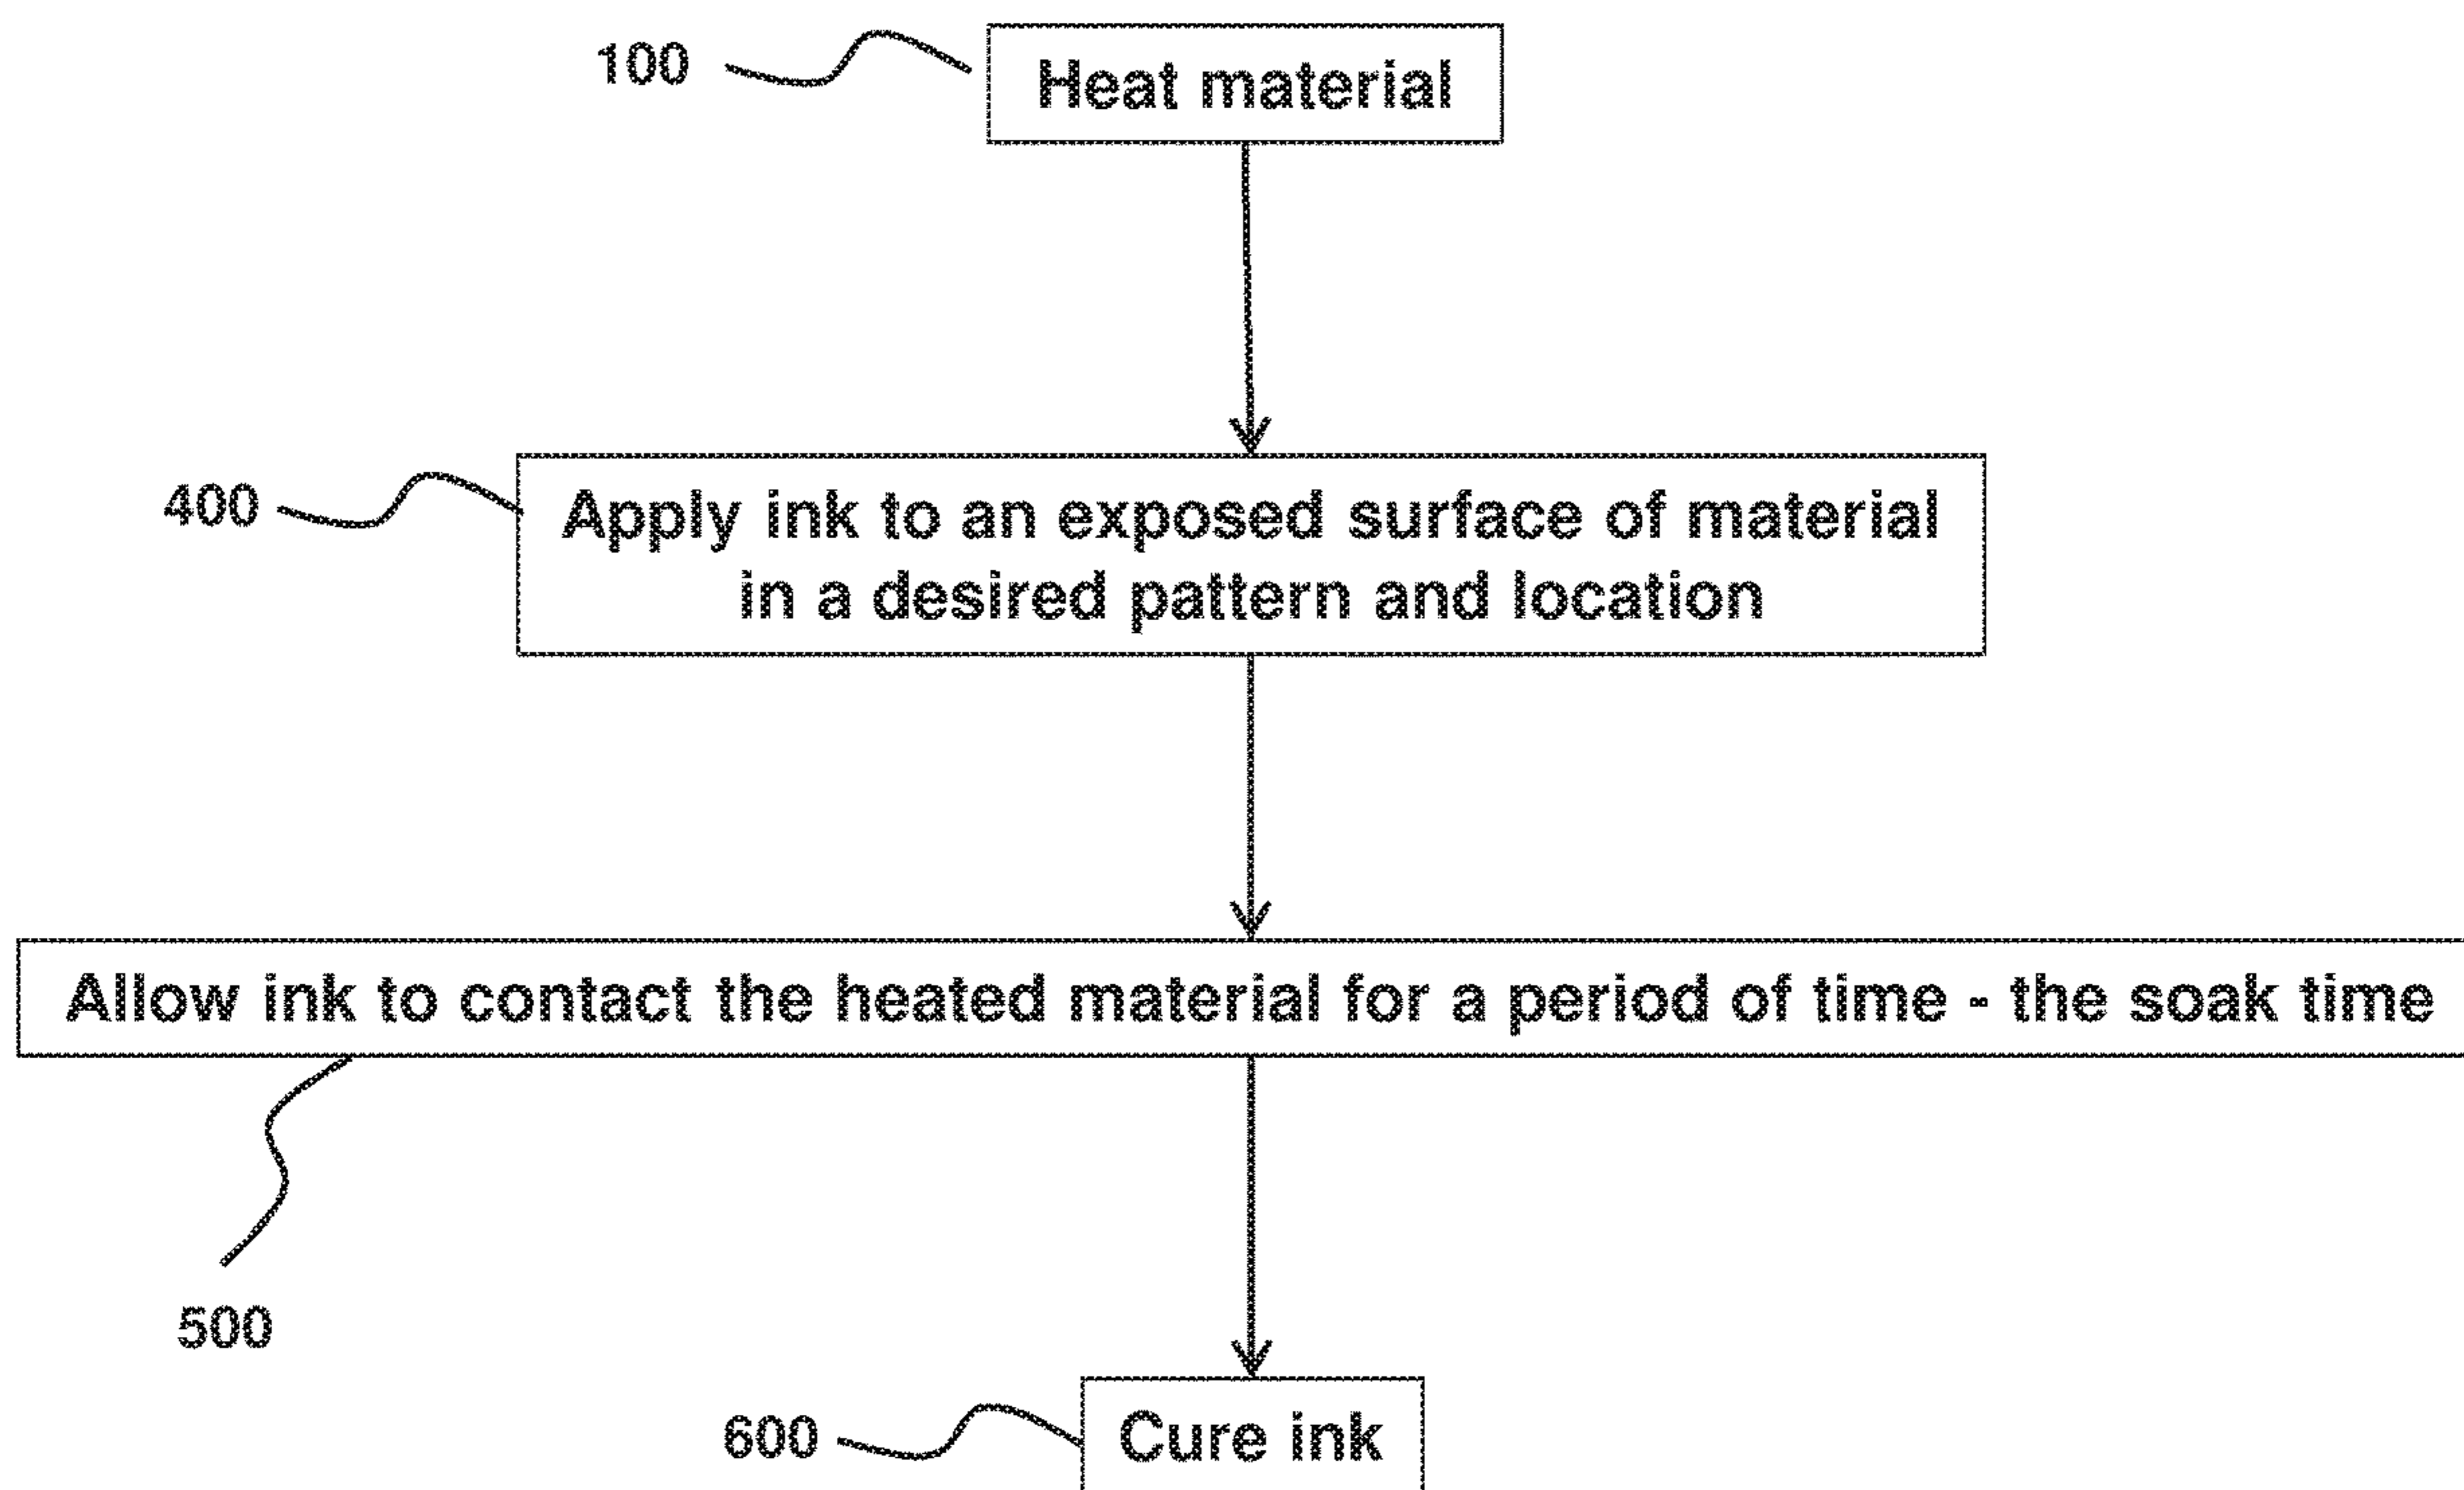 100
Heat material
400
Apply ink to an exposed surface of material
in a desired pattern and location
Allow ink to contact the heated material for a period of time - the soak time
500
600
Cure ink